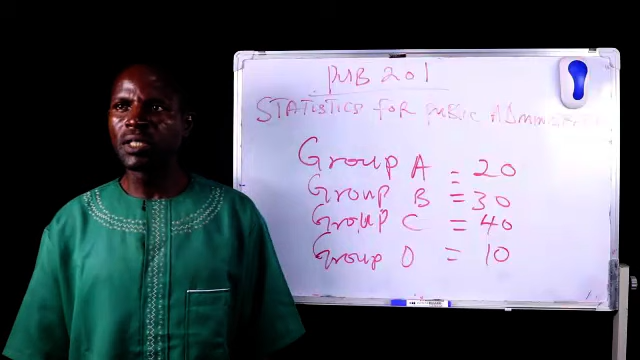 PUB 201
STATISTICS FOR PUBLIC ADMINISTRATION
Group A = 20
Group B = 30
Group C = 40
Group D = 10